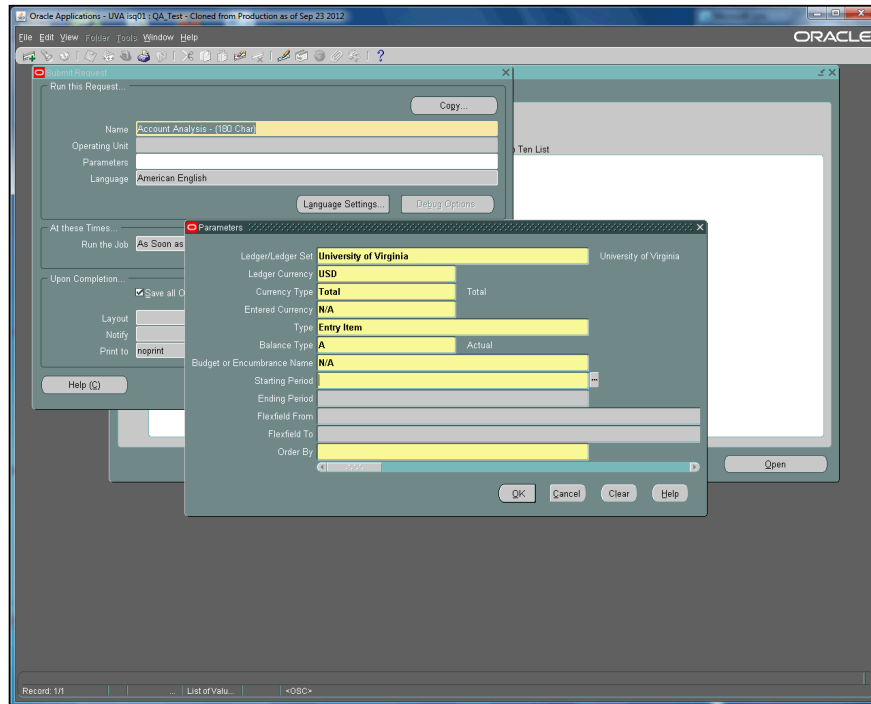 Oracle Applications - UVA isq01 : QA_Test - Cloned from Production as of Sep 23 2012
File Edit View Folder Tools Window Help
ORACLE
Submit Request
Run this Request...
Copy...
Name Account Analysis - (180 Char)
Operating Unit
Parameters
Language American English
Language Settings... Debug Options
Ten List
At these Times...
Run the Job As Soon as
Upon Completion...
Save all O
Layout
Notify
Print to noprint
Help (C)
Parameters
Ledger/Ledger Set University of Virginia University of Virginia
Ledger Currency USD
Currency Type Total Total
Entered Currency N/A
Type Entry Item
Balance Type A Actual
Budget or Encumbrance Name N/A
Starting Period
Ending Period
Flexfield From
Flexfield To
Order By
OK Cancel Clear Help
Open
Record: 1/1 ... List of Valu... <OSC>